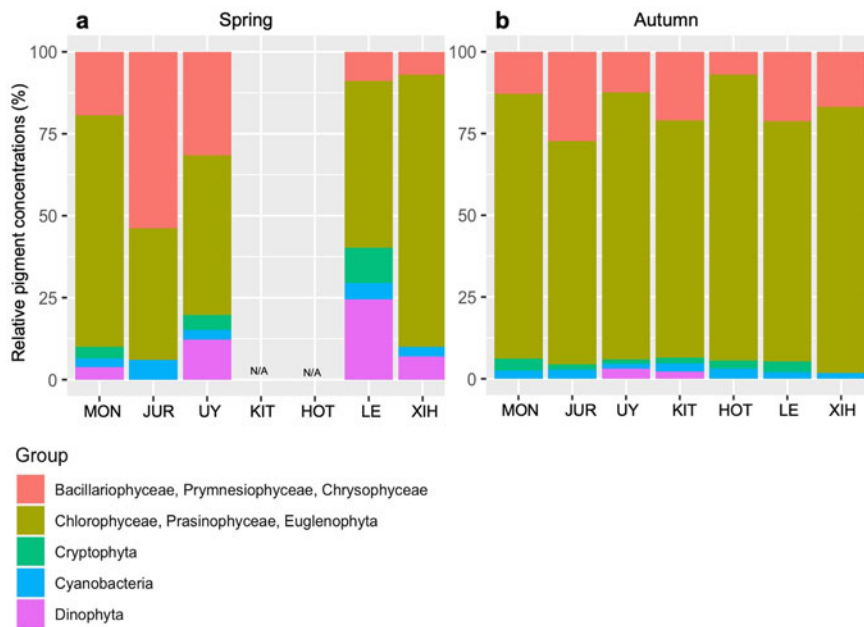 a Spring
b Autumn
Relative pigment concentrations (%)
100
75
50
25
0
N/A N/A
MON JUR UY KIT HOT LE XIH
100
75
50
25
0
MON JUR UY KIT HOT LE XIH
Group
Bacillariophyceae, Prymnesiophyceae, Chrysophyceae
Chlorophyceae, Prasinophyceae, Euglenophyta
Cryptophyta
Cyanobacteria
Dinophyta